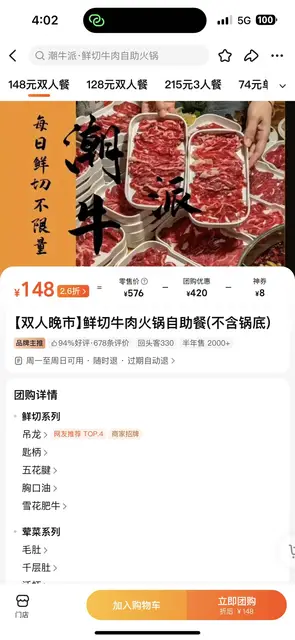 4:02
5G 100
潮牛派·鲜切牛肉自助火锅
148元双人餐 128元双人餐 215元3人餐
每日鲜切不限量
潮牛派
¥148 2.6折 = 零售价 ¥576 - 团购优惠 ¥420 - 神券 ¥8
【双人晚市】鲜切牛肉火锅自助餐(不含锅底)
品牌主推 94%好评·678条评价 回头客330 半年售 2000+
周一至周日可用 · 随时退 · 过期自动退
团购详情
鲜切系列
吊龙 网友推荐 TOP.4 商家招牌
匙柄
五花腱
胸口油
雪花肥牛
荤菜系列
毛肚
千层肚
门店
加入购物车
立即团购
折后 ¥148